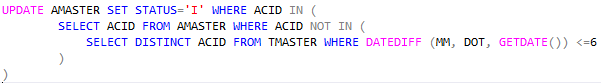 UPDATE AMASTER SET STATUS='I' WHERE ACID IN (
SELECT ACID FROM AMASTER WHERE ACID NOT IN (
SELECT DISTINCT ACID FROM TMASTER WHERE DATEDIFF (MM, DOT, GETDATE()) <=6
)
)